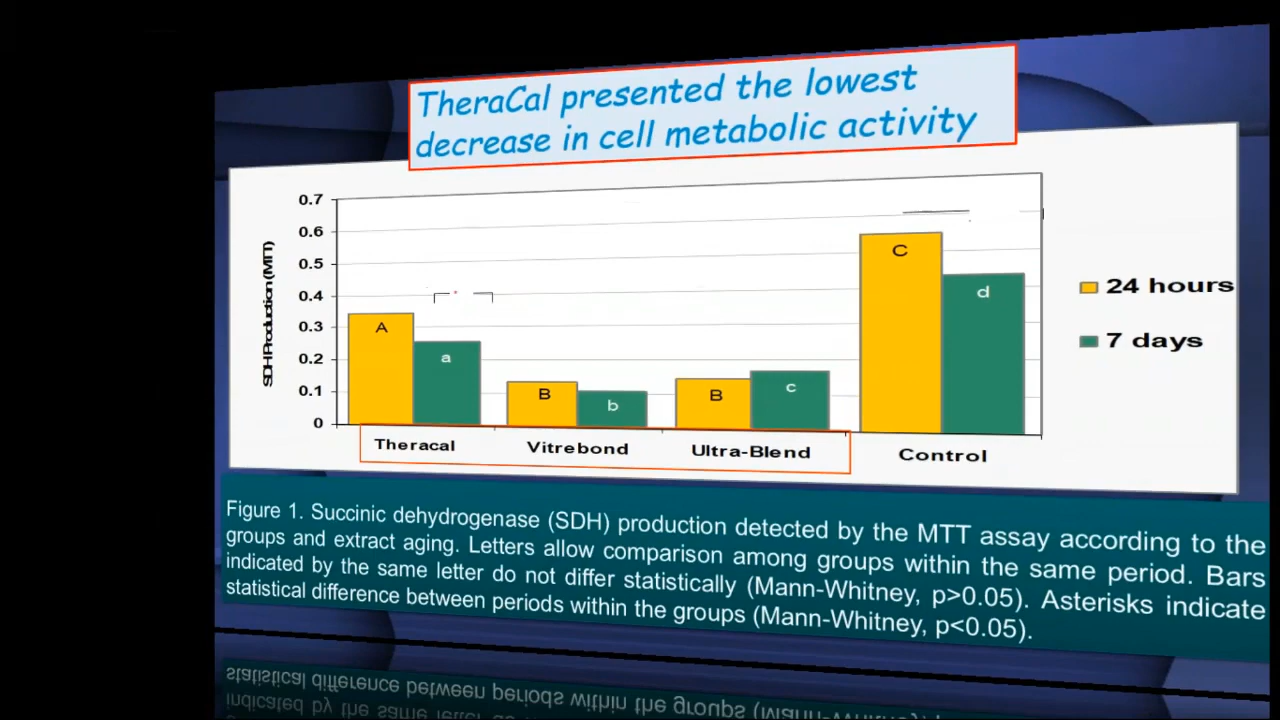 TheraCal presented the lowest
decrease in cell metabolic activity
0.7
0.6
0.5
0.4
0.3
0.2
0.1
0
SDH Production (MTT)
A
a
B
b
B
c
C
d
24 hours
7 days
Theracal
Vitrebond
Ultra-Blend
Control
Figure 1. Succinic dehydrogenase (SDH) production detected by the MTT assay according to the
groups and extract aging. Letters allow comparison among groups within the same period. Bars
indicated by the same letter do not differ statistically (Mann-Whitney, p>0.05). Asterisks indicate
statistical difference between periods within the groups (Mann-Whitney, p<0.05).